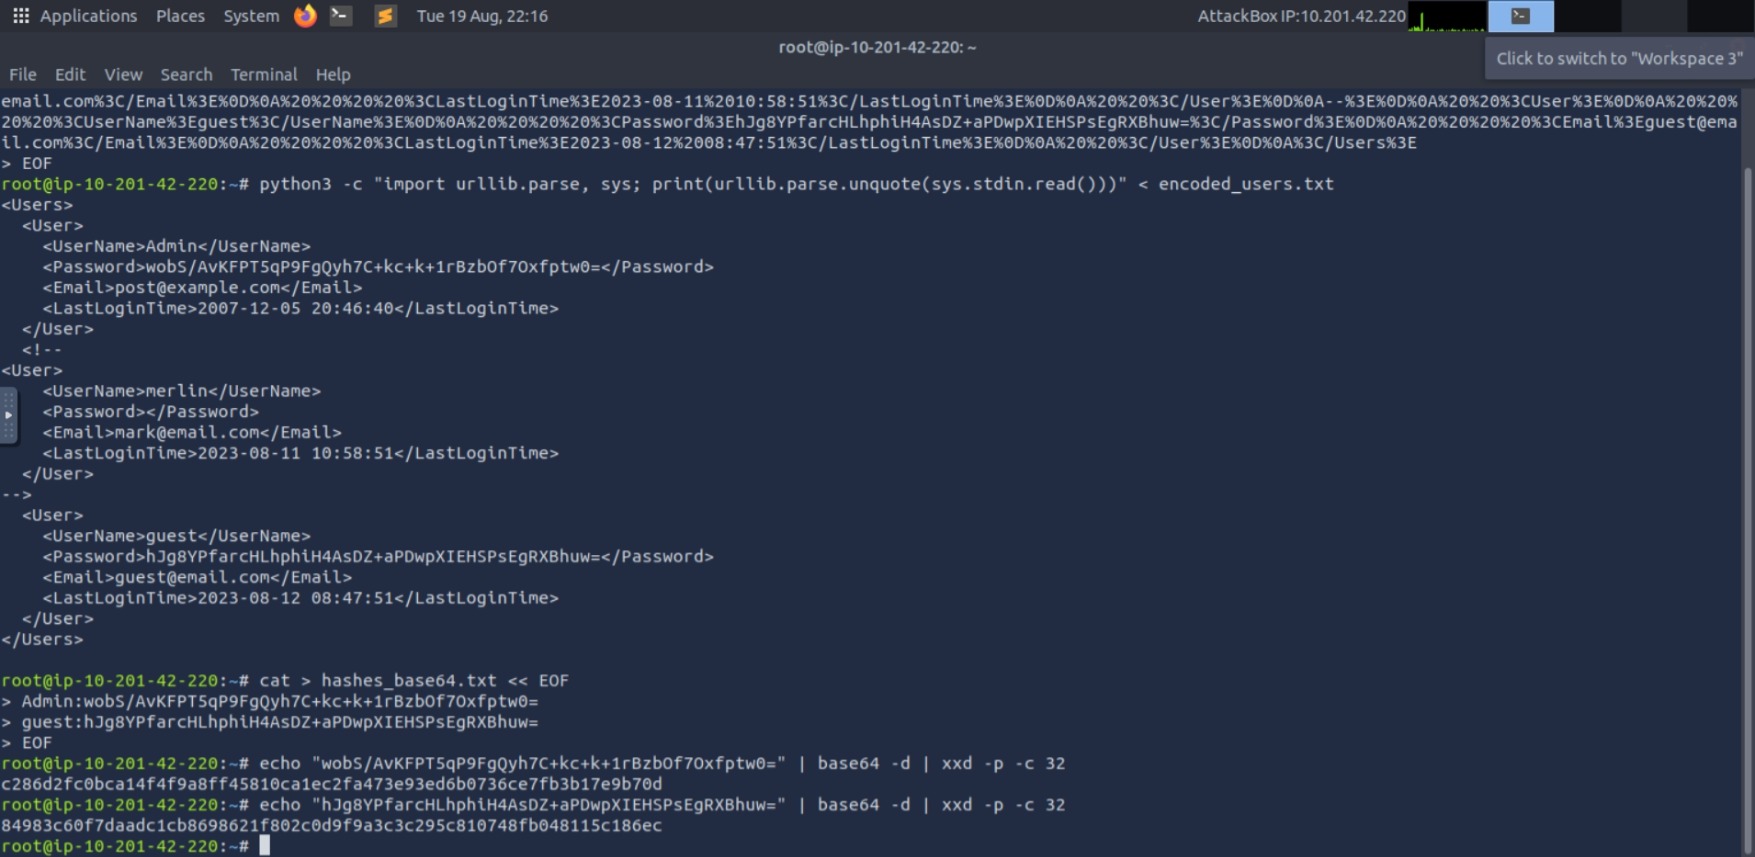 Applications Places System Tue 19 Aug, 22:16 AttackBox IP:10.201.42.220
root@ip-10-201-42-220: ~
Click to switch to "Workspace 3"
File Edit View Search Terminal Help
email.com%3C/Email%3E%0D%0A%20%20%20%20%3CLastLoginTime%3E2023-08-11%2010:58:51%3C/LastLoginTime%3E%0D%0A%20%20%3C/User%3E%0D%0A--%3E%0D%0A%20%20%3CUser%3E%0D%0A%20%20%
20%20%3CUserName%3Eguest%3C/UserName%3E%0D%0A%20%20%20%20%3CPassword%3EhJg8YPfarcHLhphiH4AsDZ+aPDwpXIEHSPsEgRXBhuw=%3C/Password%3E%0D%0A%20%20%20%20%3CEmail%3Eguest@ema
il.com%3C/Email%3E%0D%0A%20%20%20%20%3CLastLoginTime%3E2023-08-12%2008:47:51%3C/LastLoginTime%3E%0D%0A%20%20%3C/User%3E%0D%0A%3C/Users%3E
> EOF
root@ip-10-201-42-220:~# python3 -c "import urllib.parse, sys; print(urllib.parse.unquote(sys.stdin.read()))" < encoded_users.txt
<Users>
  <User>
    <UserName>Admin</UserName>
    <Password>wobS/AvKFPT5qP9FgQyh7C+kc+k+1rBzbOf7Oxfptw0=</Password>
    <Email>post@example.com</Email>
    <LastLoginTime>2007-12-05 20:46:40</LastLoginTime>
  </User>
  <!--
<User>
    <UserName>merlin</UserName>
    <Password></Password>
    <Email>mark@email.com</Email>
    <LastLoginTime>2023-08-11 10:58:51</LastLoginTime>
  </User>
-->
  <User>
    <UserName>guest</UserName>
    <Password>hJg8YPfarcHLhphiH4AsDZ+aPDwpXIEHSPsEgRXBhuw=</Password>
    <Email>guest@email.com</Email>
    <LastLoginTime>2023-08-12 08:47:51</LastLoginTime>
  </User>
</Users>
root@ip-10-201-42-220:~# cat > hashes_base64.txt << EOF
> Admin:wobS/AvKFPT5qP9FgQyh7C+kc+k+1rBzbOf7Oxfptw0=
> guest:hJg8YPfarcHLhphiH4AsDZ+aPDwpXIEHSPsEgRXBhuw=
> EOF
root@ip-10-201-42-220:~# echo "wobS/AvKFPT5qP9FgQyh7C+kc+k+1rBzbOf7Oxfptw0=" | base64 -d | xxd -p -c 32
c286d2fc0bca14f4f9a8ff45810ca1ec2fa473e93ed6b0736ce7fb3b17e9b70d
root@ip-10-201-42-220:~# echo "hJg8YPfarcHLhphiH4AsDZ+aPDwpXIEHSPsEgRXBhuw=" | base64 -d | xxd -p -c 32
84983c60f7daadc1cb8698621f802c0d9f9a3c3c295c810748fb048115c186ec
root@ip-10-201-42-220:~#